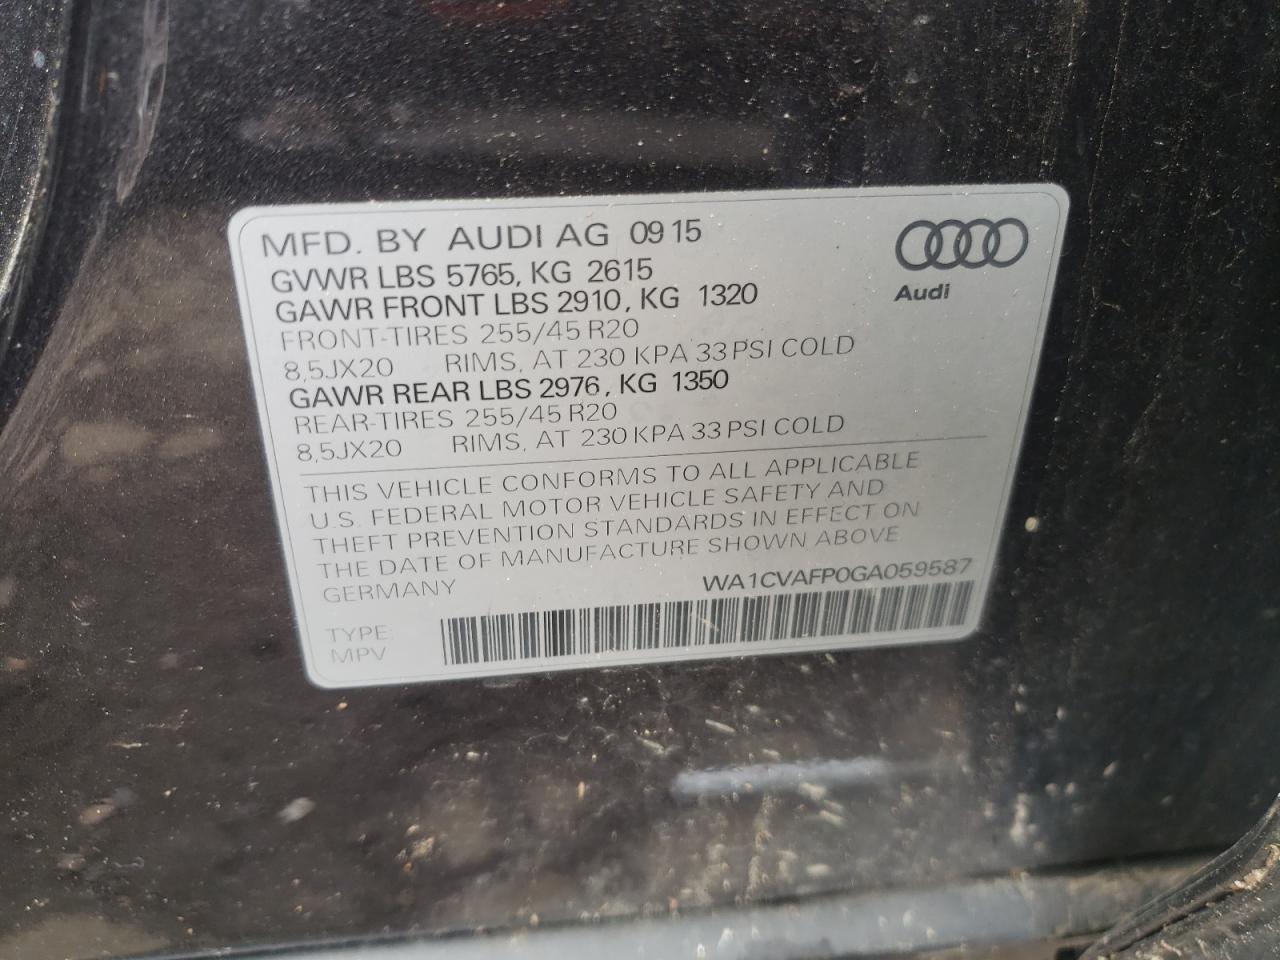 MFD. BY AUDI AG 09 15
GVWR LBS 5765, KG 2615
GAWR FRONT LBS 2910, KG 1320
FRONT-TIRES 255/45 R20
8,5JX20 RIMS, AT 230 KPA 33 PSI COLD
GAWR REAR LBS 2976, KG 1350
REAR-TIRES 255/45 R20
8,5JX20 RIMS, AT 230 KPA 33 PSI COLD
Audi
THIS VEHICLE CONFORMS TO ALL APPLICABLE
U.S. FEDERAL MOTOR VEHICLE SAFETY AND
THEFT PREVENTION STANDARDS IN EFFECT ON
THE DATE OF MANUFACTURE SHOWN ABOVE
GERMANY WA1CVAFP0GA059587
TYPE:
MPV